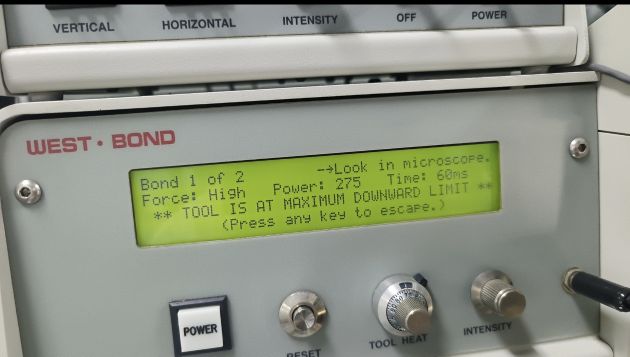 VERTICAL HORIZONTAL INTENSITY OFF POWER
WEST · BOND
Bond 1 of 2 →Look in microscope.
Force: High Power: 275 Time: 60ms
** TOOL IS AT MAXIMUM DOWNWARD LIMIT **
(Press any key to escape.)
POWER
RESET
TOOL HEAT
INTENSITY